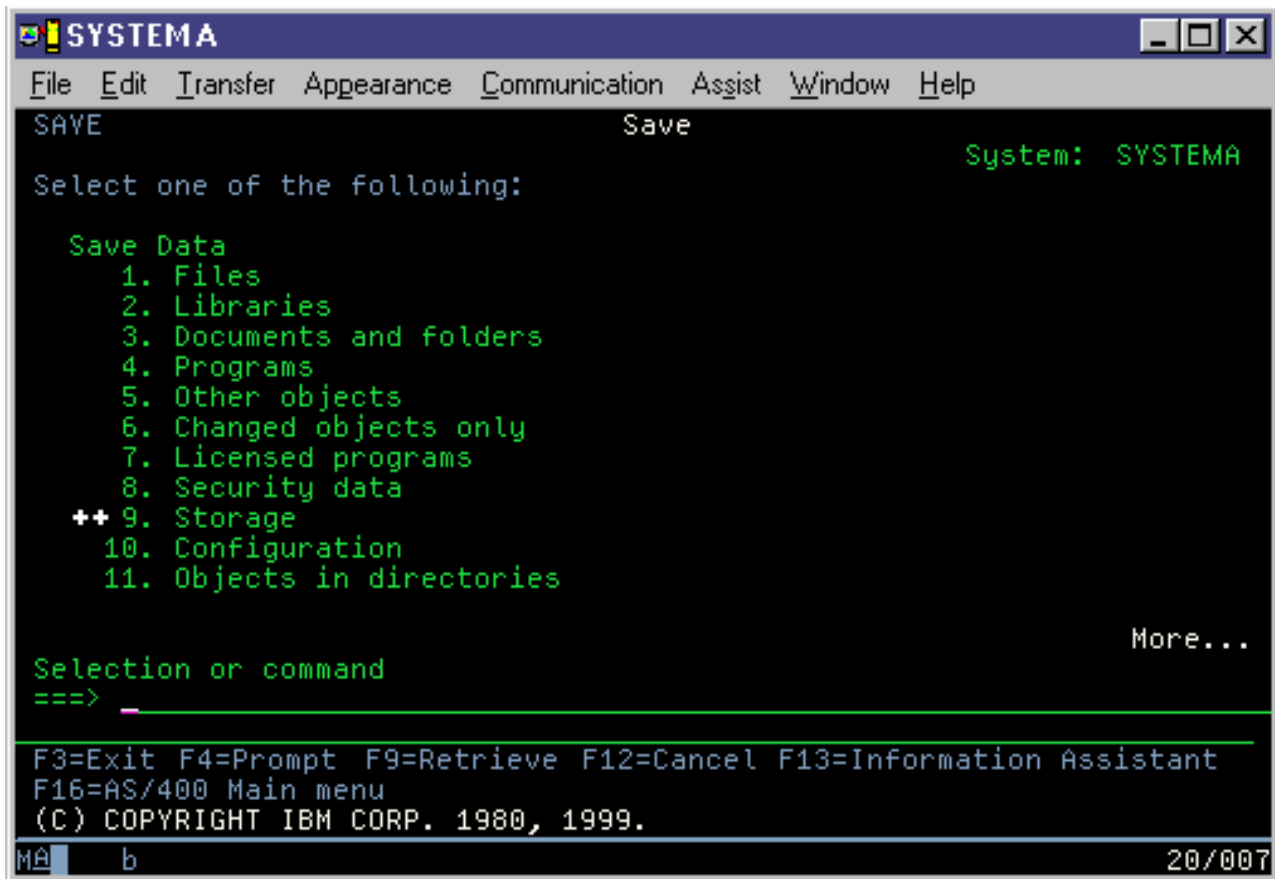 SYSTEMA
File Edit Transfer Appearance Communication Assist Window Help
SAVE Save
System: SYSTEMA
Select one of the following:
Save Data
1. Files
2. Libraries
3. Documents and folders
4. Programs
5. Other objects
6. Changed objects only
7. Licensed programs
8. Security data
++ 9. Storage
10. Configuration
11. Objects in directories
More...
Selection or command
===> _
F3=Exit F4=Prompt F9=Retrieve F12=Cancel F13=Information Assistant
F16=AS/400 Main menu
(C) COPYRIGHT IBM CORP. 1980, 1999.
MA b 20/007